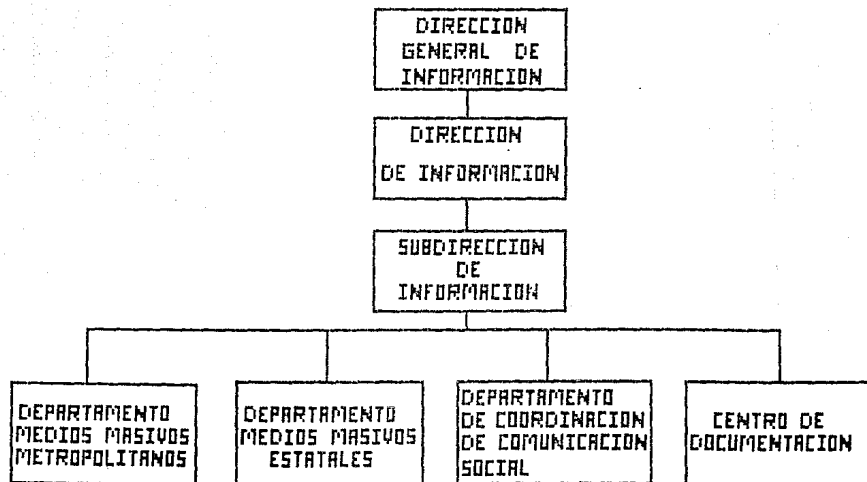 DIRECCION
GENERAL DE
INFORMACION
DIRECCION
DE INFORMACION
SUBDIRECCION
DE
INFORMACION
DEPARTAMENTO
MEDIOS MASIVOS
METROPOLITANOS
DEPARTAMENTO
MEDIOS MASIVOS
ESTATALES
DEPARTAMENTO
DE COORDINACION
DE COMUNICACION
SOCIAL
CENTRO DE
DOCUMENTACION